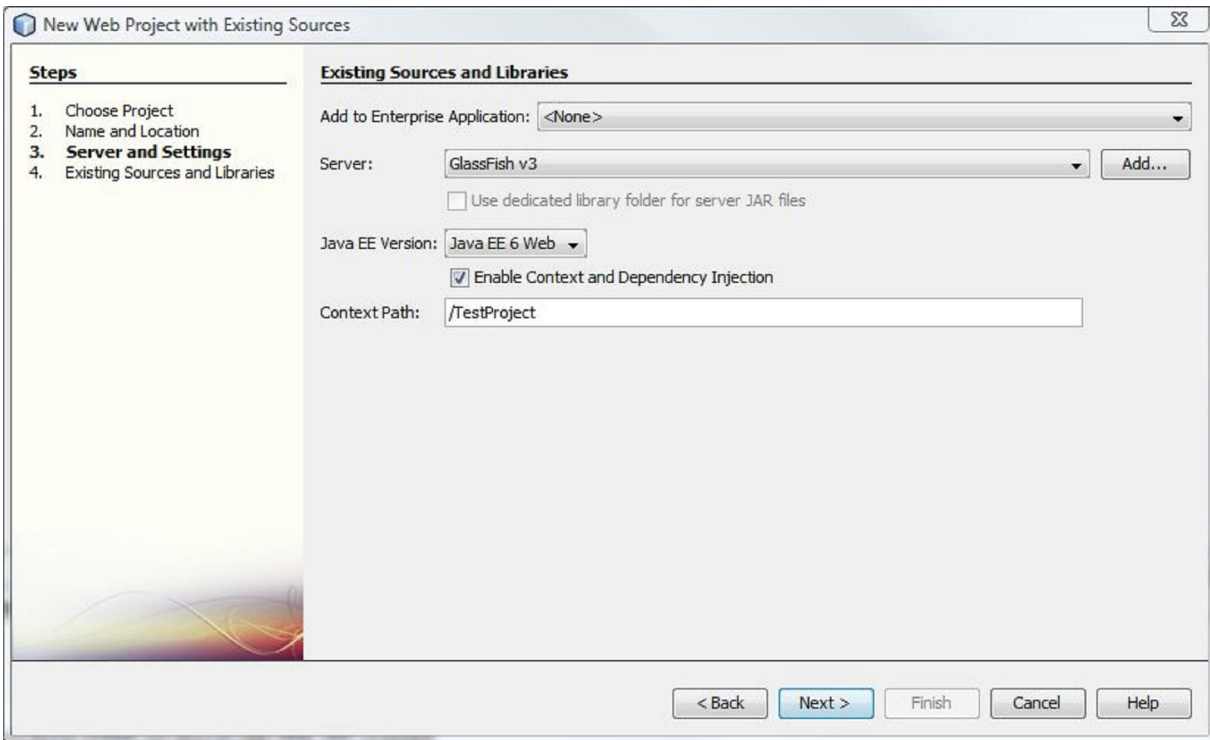 New Web Project with Existing Sources
Steps
1. Choose Project
2. Name and Location
3. Server and Settings
4. Existing Sources and Libraries
Existing Sources and Libraries
Add to Enterprise Application: <None>
Server: GlassFish v3 Add...
Use dedicated library folder for server JAR files
Java EE Version: Java EE 6 Web
Enable Context and Dependency Injection
Context Path: /TestProject
< Back Next > Finish Cancel Help